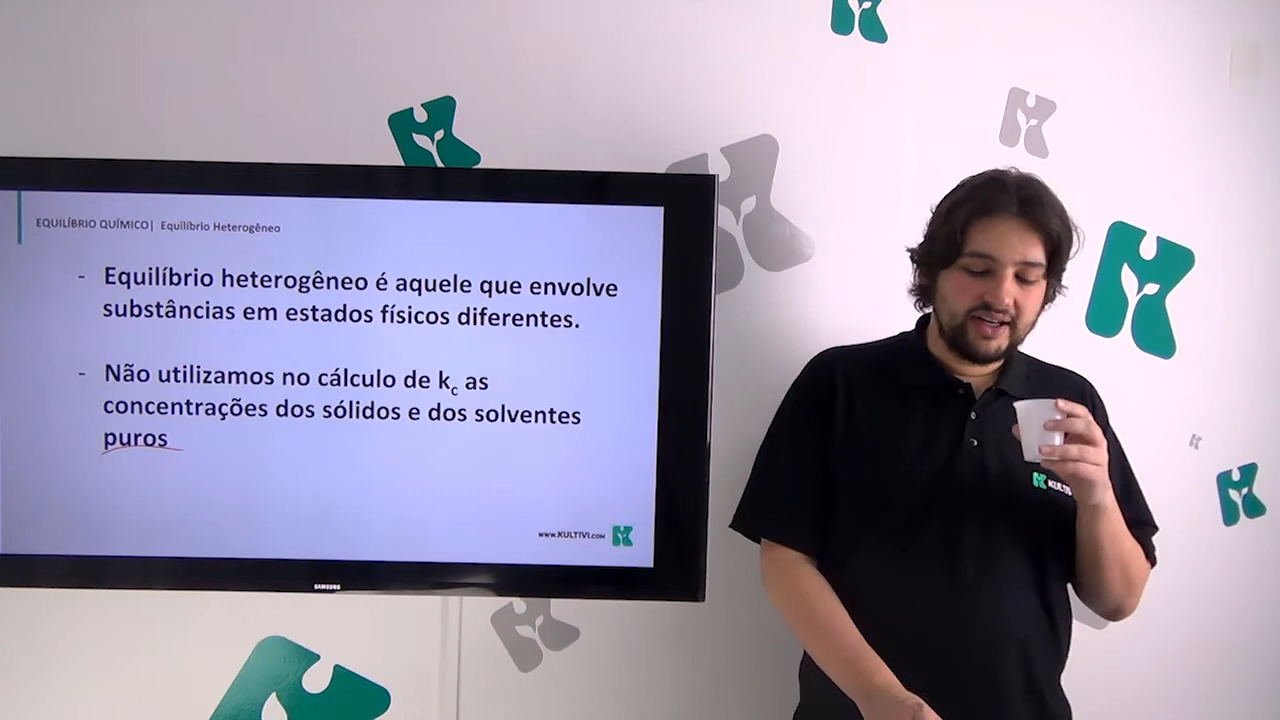 EQUILÍBRIO QUÍMICO| Equilíbrio Heterogêneo
- Equilíbrio heterogêneo é aquele que envolve
substâncias em estados físicos diferentes.
- Não utilizamos no cálculo de kc as
concentrações dos sólidos e dos solventes
puros
www.KULTIVI.COM
SAMSUNG